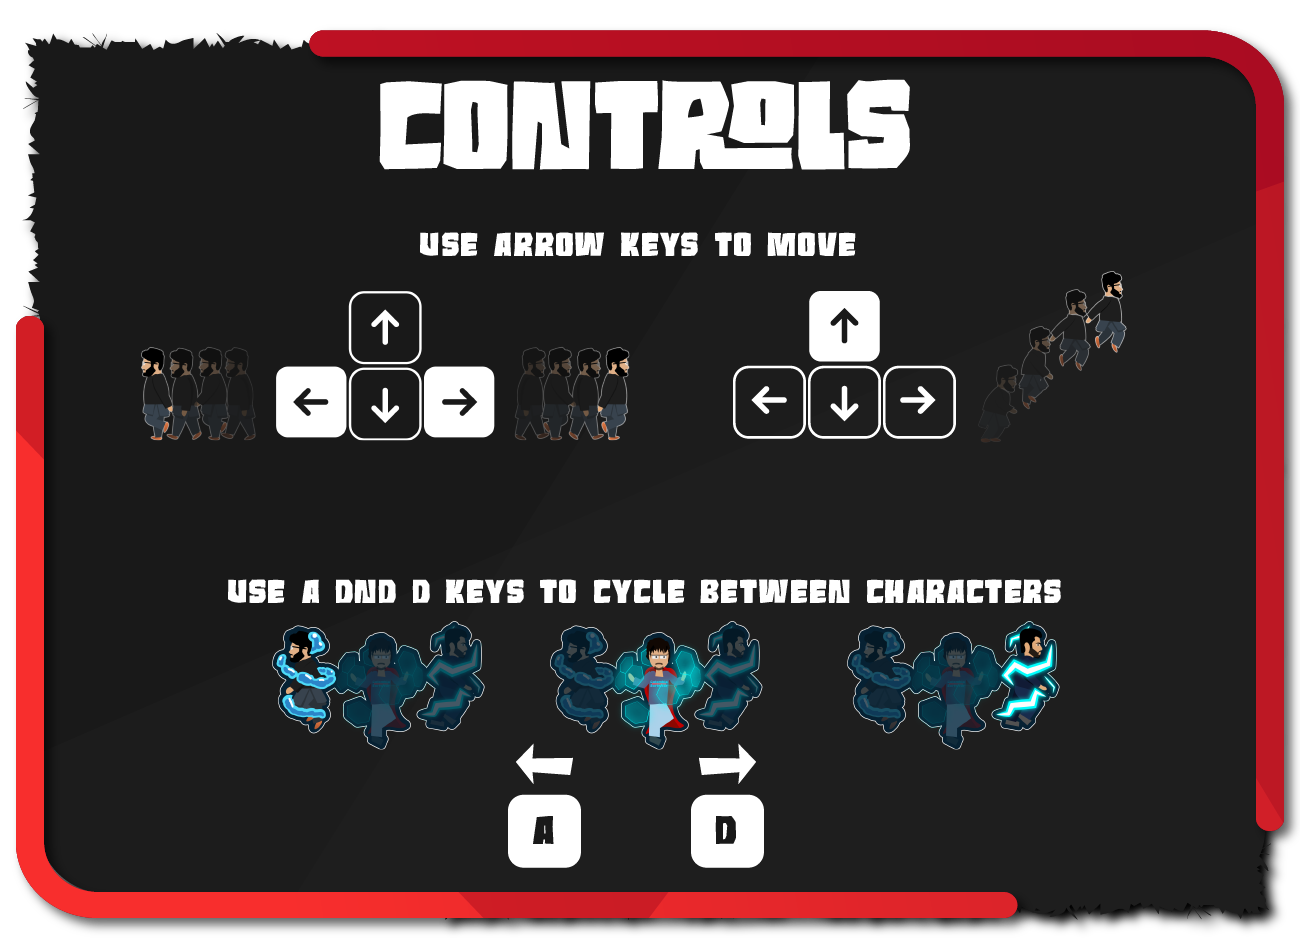 CONTROLS
USE ARROW KEYS TO MOVE
USE A DND D KEYS TO CYCLE BETWEEN CHARACTERS
A D